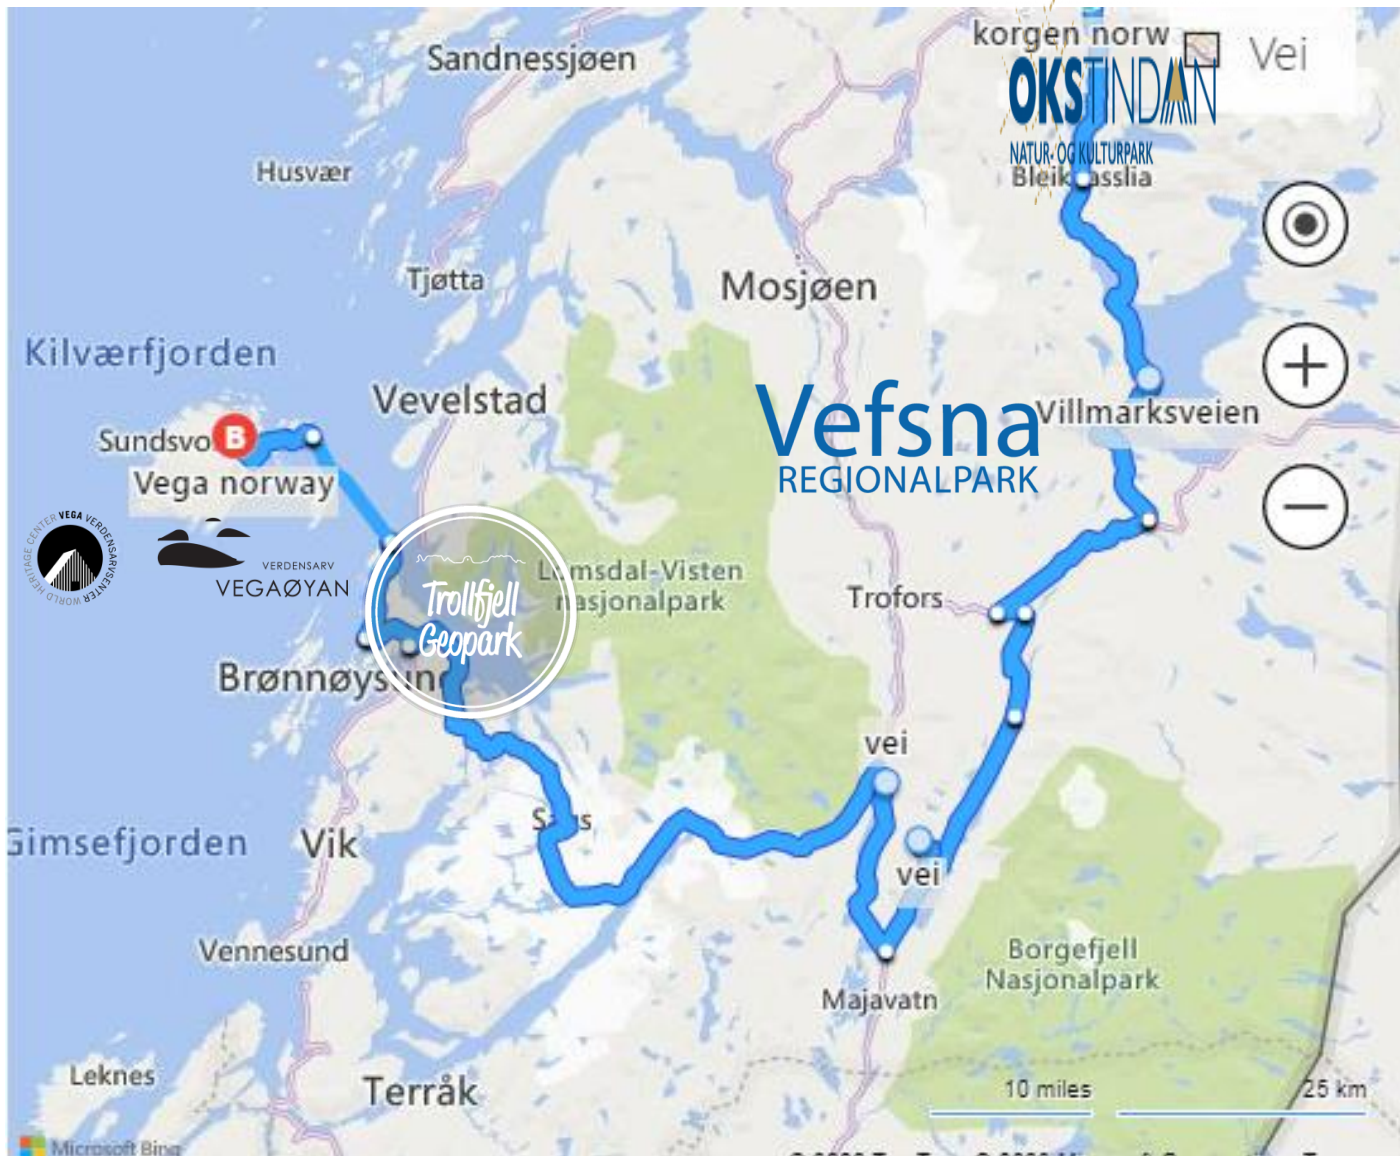 korgen norw
Vei
Sandnessjøen
OKSTINDAN
NATUR- OG KULTURPARK
Husvær
Tjøtta
Mosjøen
Kilværfjorden
Vevelstad
Vefsna
REGIONALPARK
Villmarksveien
Sundsvo
B
Vega norway
WORLD HERITAGE CENTER VEGA VERDENSARVSENTER
VERDENSARV
VEGAØYAN
Trollfjell
Geopark
nasjonalpark
Trofors
Brønnøysund
vei
Gimsefjorden
Vik
vei
Vennesund
Borgefjell
Nasjonalpark
Majavatn
Leknes
Terråk
10 miles
25 km
Microsoft Bing